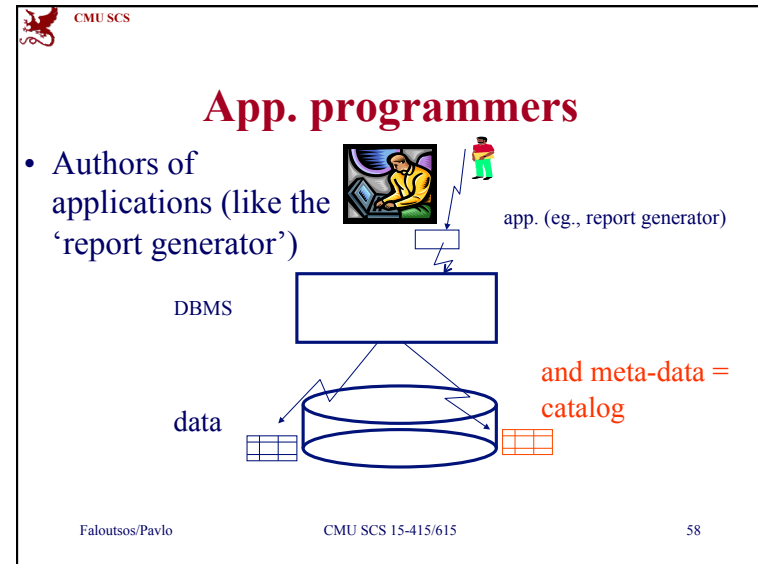 CMU SCS
App. programmers
• Authors of
applications (like the
‘report generator’)
app. (eg., report generator)
DBMS
and meta-data =
catalog
data
Faloutsos/Pavlo
CMU SCS 15-415/615
58